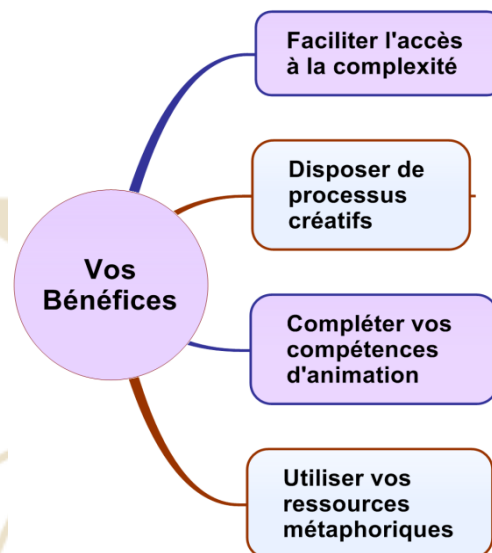 Faciliter l'accès
à la complexité
Disposer de
processus
créatifs
Vos
Bénéfices
Compléter vos
compétences
d'animation
Utiliser vos
ressources
métaphoriques